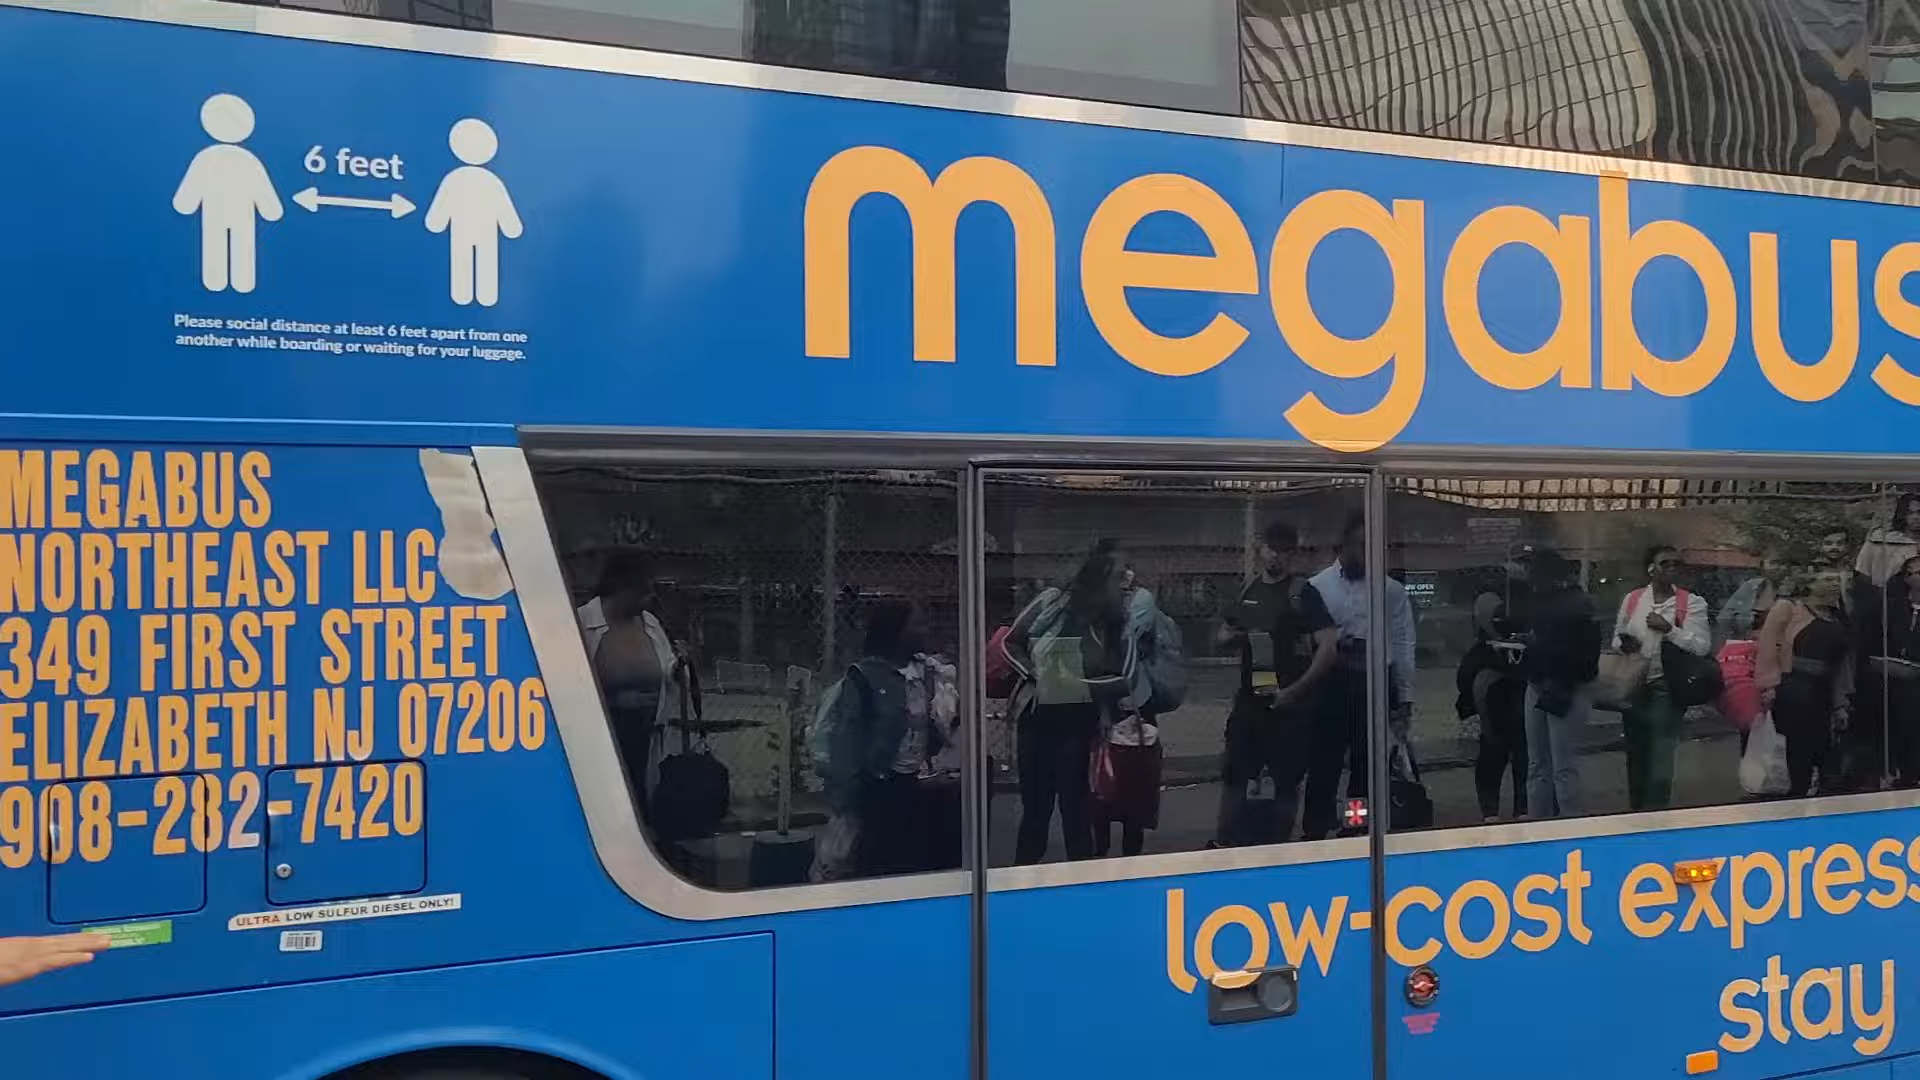 6 feet
Please social distance at least 6 feet apart from one
another while boarding or waiting for your luggage.
megabus
MEGABUS
NORTHEAST LLC
349 FIRST STREET
ELIZABETH NJ 07206
908-282-7420
ULTRA LOW SULFUR DIESEL ONLY!
low-cost express
stay